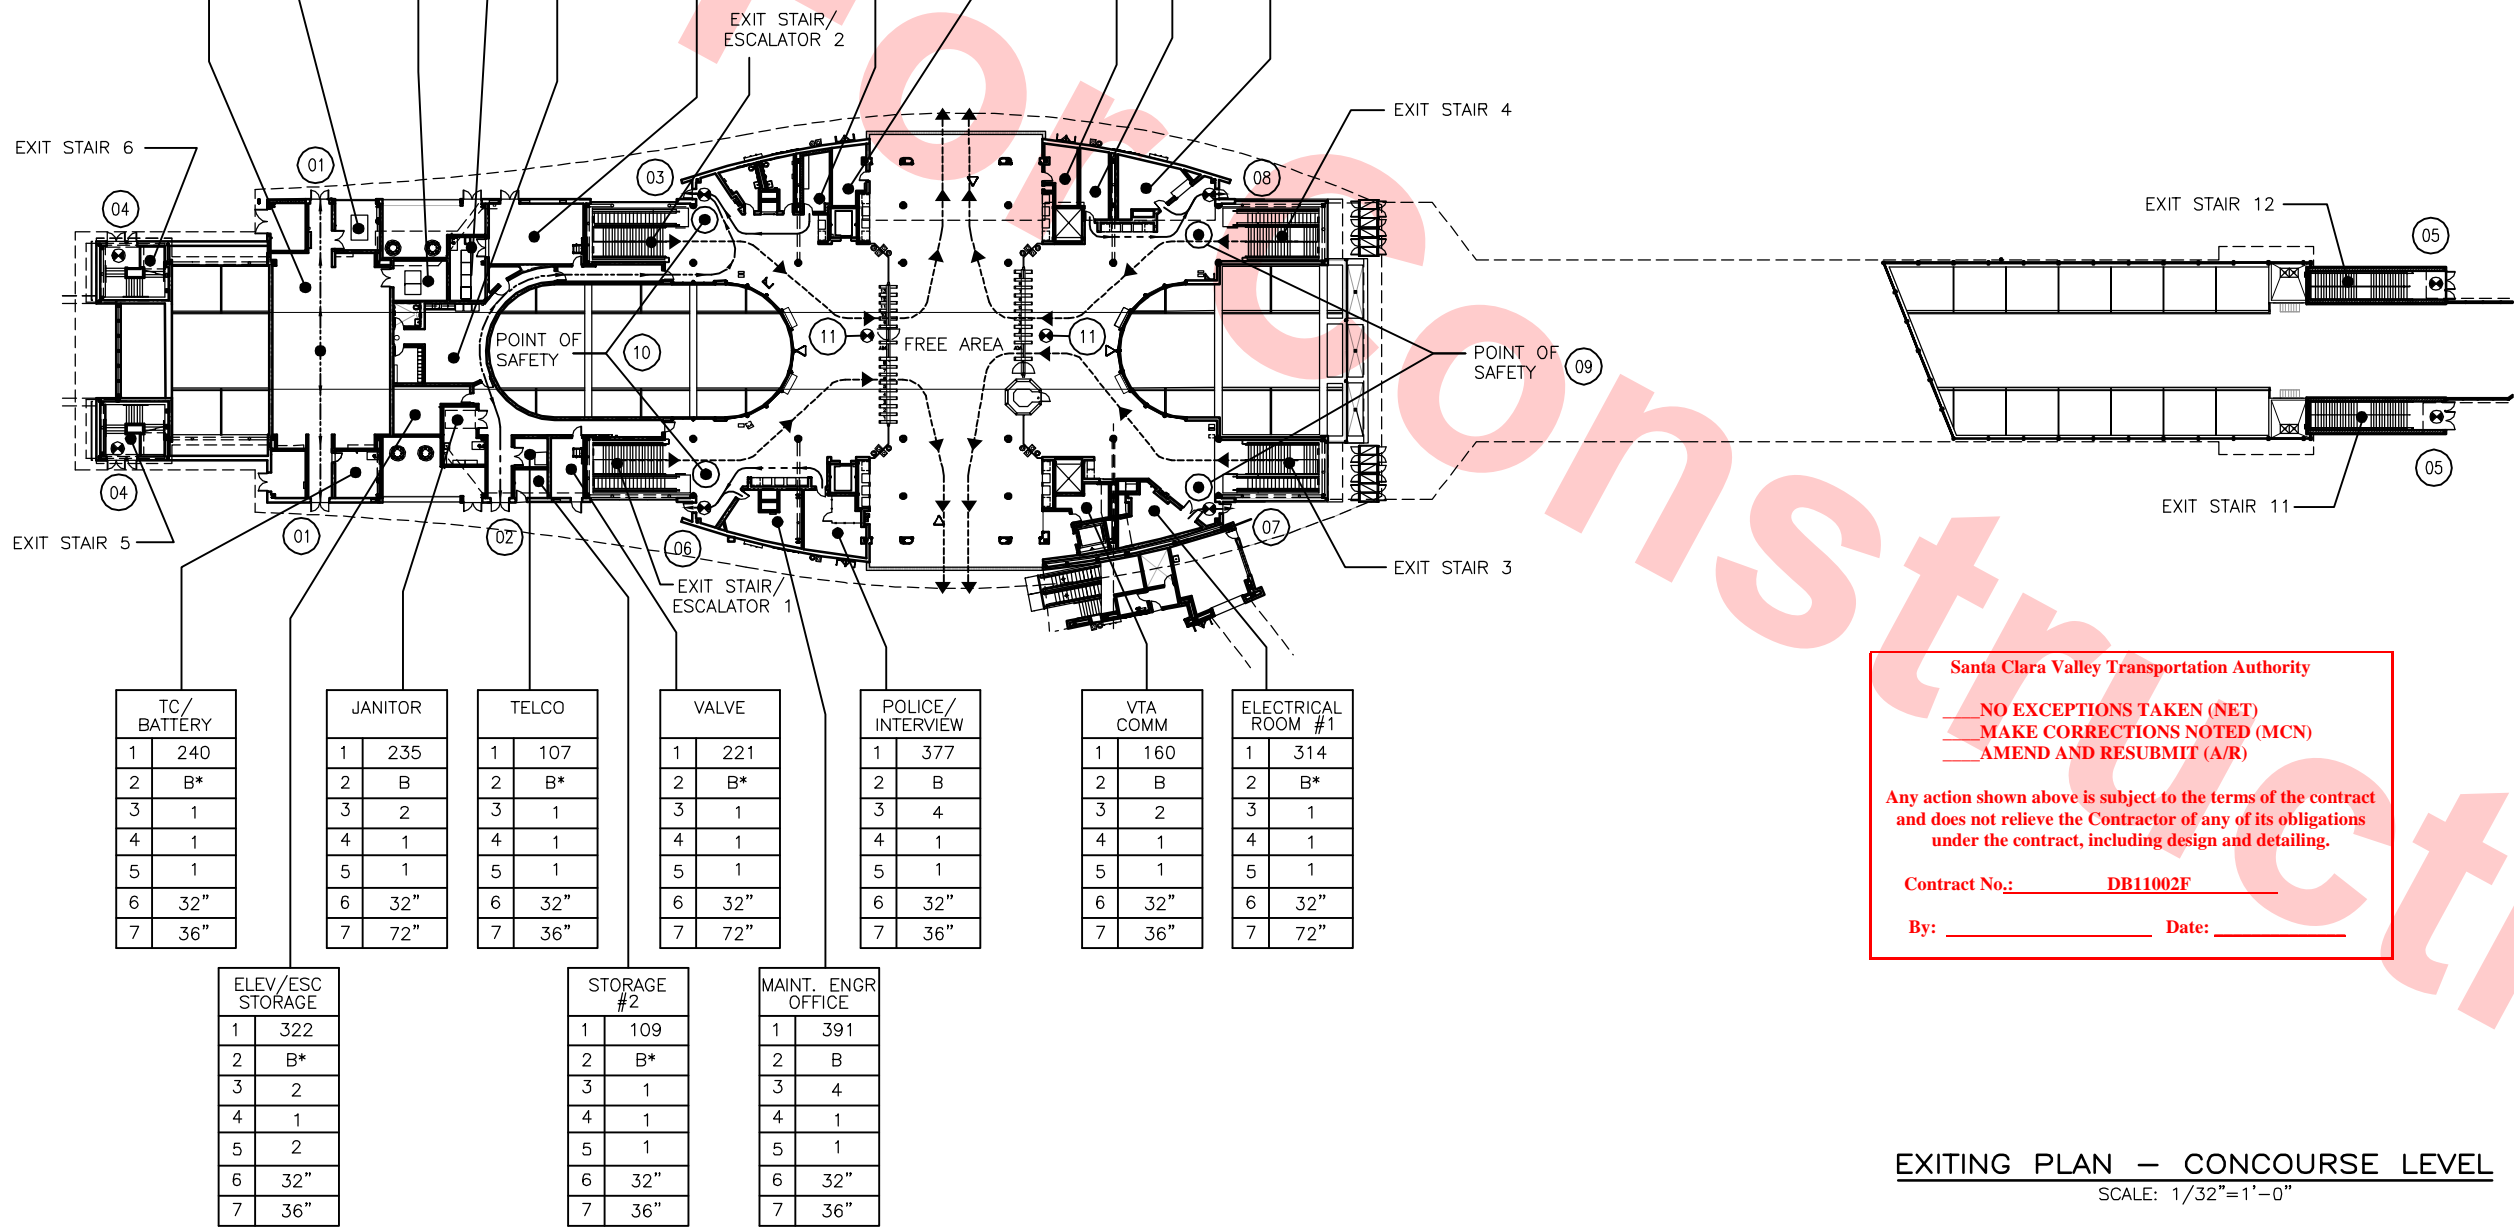 For Construction
EXIT STAIR/
ESCALATOR 2
EXIT STAIR 4
EXIT STAIR 6
01
03
08
04
EXIT STAIR 12
05
POINT OF
SAFETY
10
11
FREE AREA
11
POINT OF
SAFETY
09
04
EXIT STAIR 5
01
02
06
07
05
EXIT STAIR 11
EXIT STAIR 3
EXIT STAIR/
ESCALATOR 1
TC/
BATTERY
1 240
2 B*
3 1
4 1
5 1
6 32"
7 36"
JANITOR
1 235
2 B
3 2
4 1
5 1
6 32"
7 72"
TELCO
1 107
2 B*
3 1
4 1
5 1
6 32"
7 36"
VALVE
1 221
2 B*
3 1
4 1
5 1
6 32"
7 72"
POLICE/
INTERVIEW
1 377
2 B
3 4
4 1
5 1
6 32"
7 36"
VTA
COMM
1 160
2 B
3 2
4 1
5 1
6 32"
7 36"
ELECTRICAL
ROOM #1
1 314
2 B*
3 1
4 1
5 1
6 32"
7 72"
ELEV/ESC
STORAGE
1 322
2 B*
3 2
4 1
5 2
6 32"
7 36"
STORAGE
#2
1 109
2 B*
3 1
4 1
5 1
6 32"
7 36"
MAINT. ENGR
OFFICE
1 391
2 B
3 4
4 1
5 1
6 32"
7 36"
Santa Clara Valley Transportation Authority
____NO EXCEPTIONS TAKEN (NET)
____MAKE CORRECTIONS NOTED (MCN)
____AMEND AND RESUBMIT (A/R)
Any action shown above is subject to the terms of the contract
and does not relieve the Contractor of any of its obligations
under the contract, including design and detailing.
Contract No.: DB11002F
By: ____ Date: ____
EXITING PLAN – CONCOURSE LEVEL
SCALE: 1/32"=1'-0"